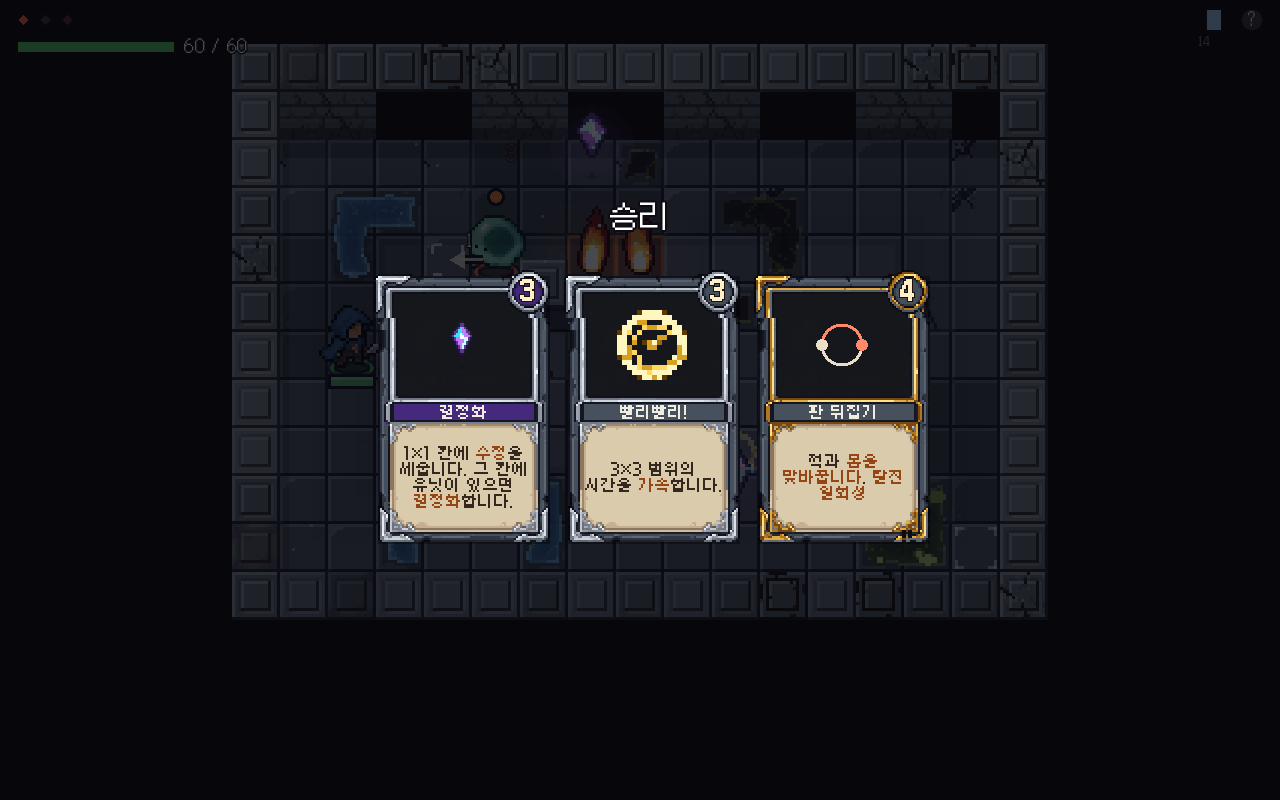 60 / 60
?
14
승리
3
3
4
결정화
빨리빨리!
판 뒤집기
1×1 칸에 수정을
세웁니다. 그 칸에
유닛이 있으면
결정화합니다.
3×3 범위의
시간을 가속합니다.
적과 몸을
맞바꿉니다. 탈진
일회성